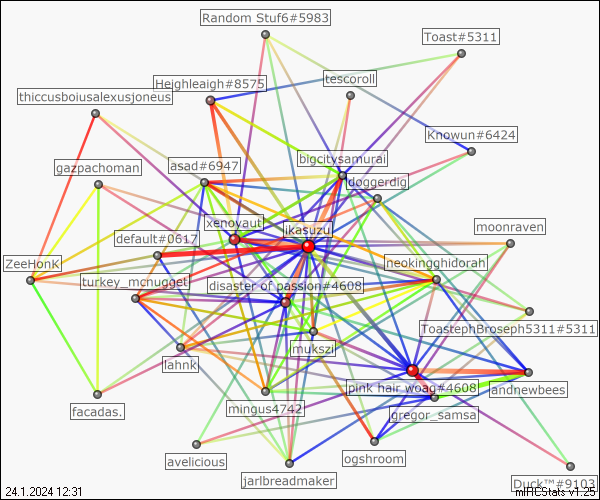 Random Stuf6#5983
Toast#5311
Heighleaigh#8575
tescoroll
thiccusboiusalexusjoneus
Knowun#6424
gazpachoman
asad#6947
bigcitysamurai
doggerdig
xenovaut
ikasuzu
moonraven
default#0617
ZeeHonk
neokingghidorah
turkey_mcnugget
disaster of passion#4608
ToastephBroseph5311#5311
mukszi
lahnk
pink hair woag#4608
andnewbees
facadas.
mingus4742
gregor_samsa
avelicious
ogshroom
jarlbreadmaker
Duck™#9103
24.1.2024 12:31
mIRCStats v1.25